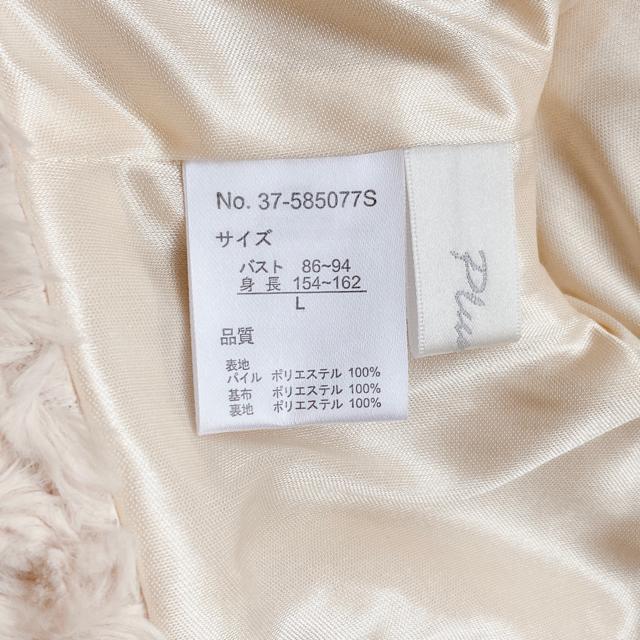 No. 37-585077S
サイズ
バスト 86~94
身 長 154~162
L
品質
表地
パイル ポリエステル 100%
基布 ポリエステル 100%
裏地 ポリエステル 100%